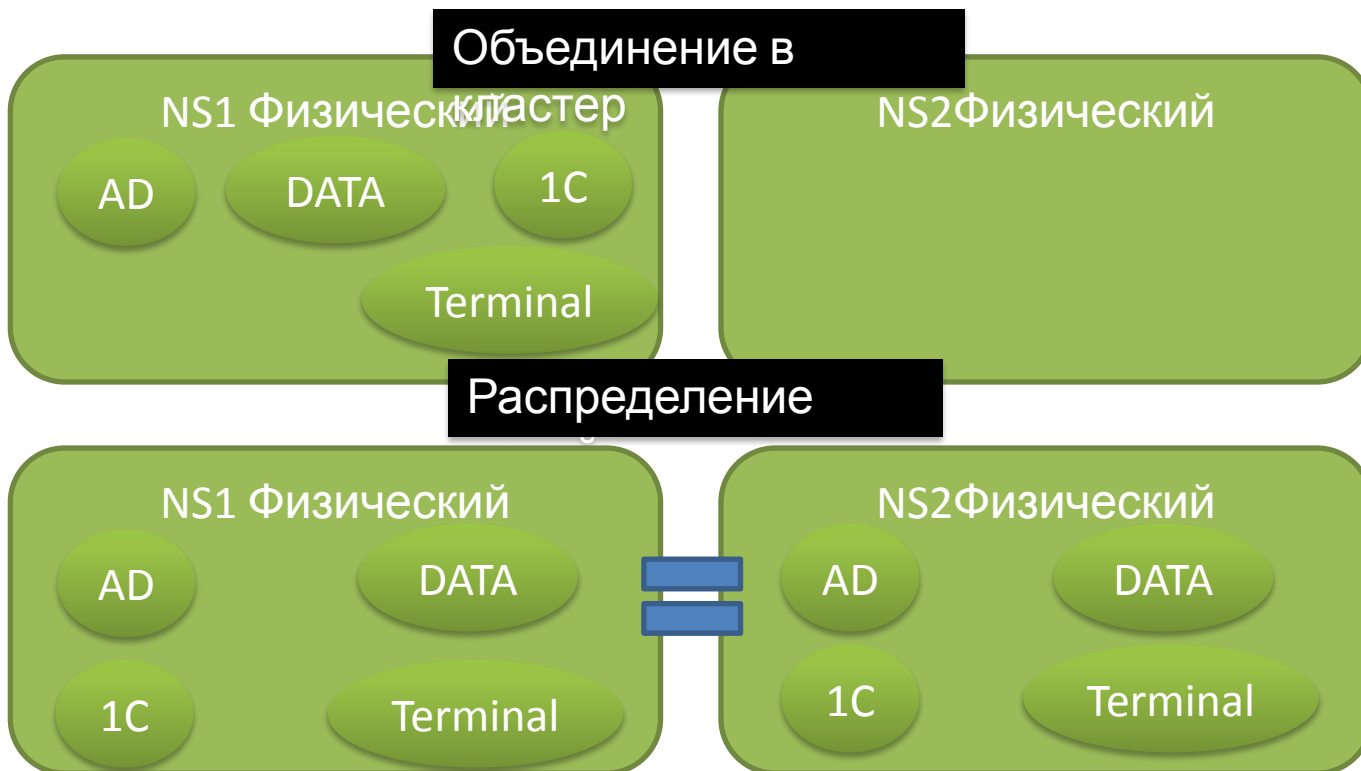 Объединение в
кластер
NS1 Физический
NS2Физический
AD
DATA
1C
Terminal
Распределение
NS1 Физический
NS2Физический
AD
DATA
AD
DATA
1C
Terminal
1C
Terminal